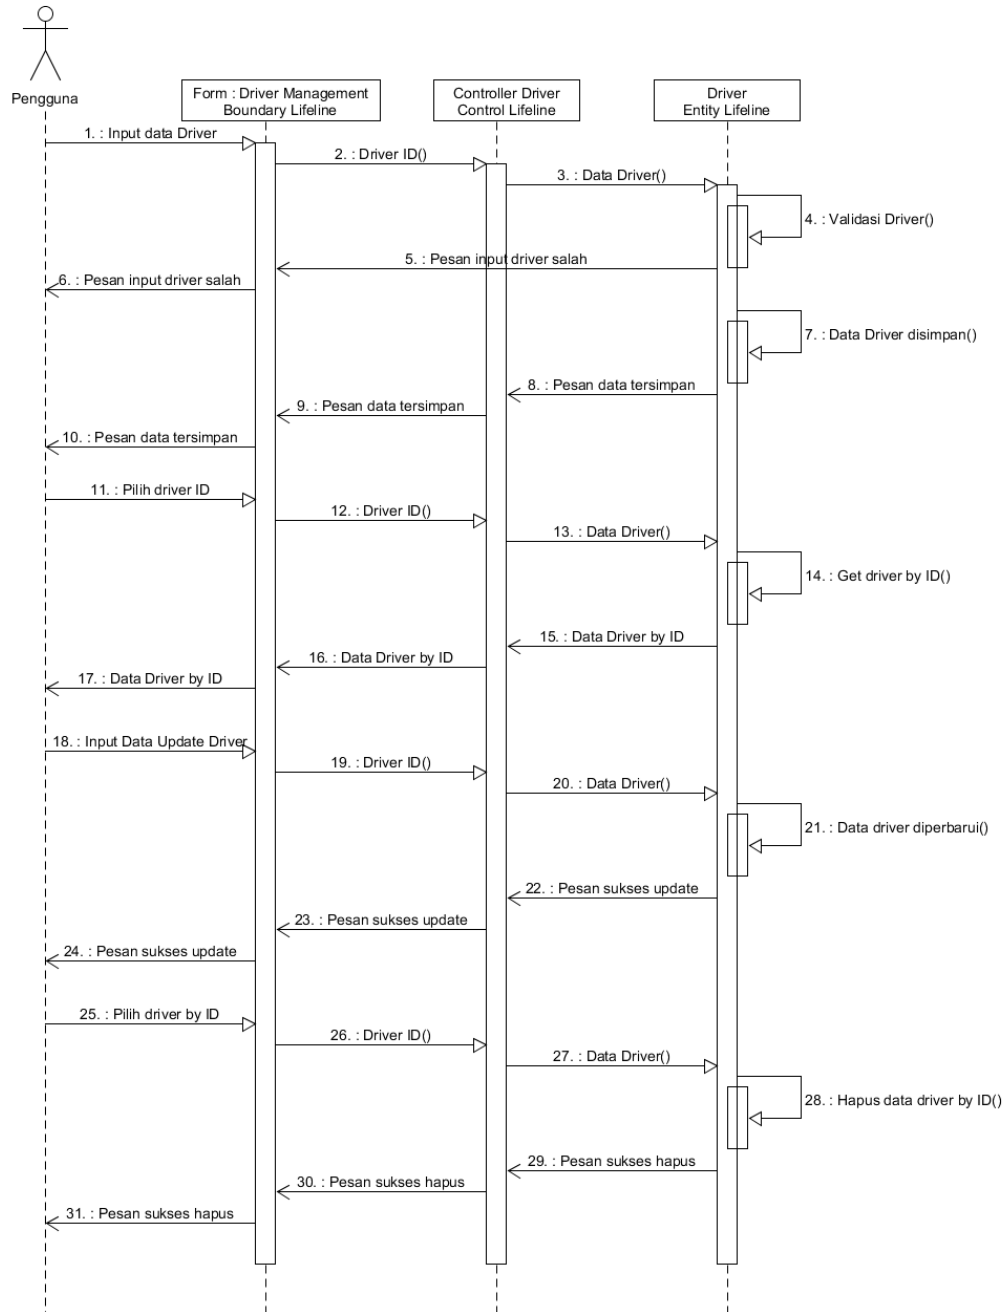 Pengguna
Form : Driver Management
Boundary Lifeline
Controller Driver
Control Lifeline
Driver
Entity Lifeline
1. : Input data Driver
2. : Driver ID()
3. : Data Driver()
4. : Validasi Driver()
5. : Pesan input driver salah
6. : Pesan input driver salah
7. : Data Driver disimpan()
8. : Pesan data tersimpan
9. : Pesan data tersimpan
10. : Pesan data tersimpan
11. : Pilih driver ID
12. : Driver ID()
13. : Data Driver()
14. : Get driver by ID()
15. : Data Driver by ID
16. : Data Driver by ID
17. : Data Driver by ID
18. : Input Data Update Driver
19. : Driver ID()
20. : Data Driver()
21. : Data driver diperbarui()
22. : Pesan sukses update
23. : Pesan sukses update
24. : Pesan sukses update
25. : Pilih driver by ID
26. : Driver ID()
27. : Data Driver()
28. : Hapus data driver by ID()
29. : Pesan sukses hapus
30. : Pesan sukses hapus
31. : Pesan sukses hapus